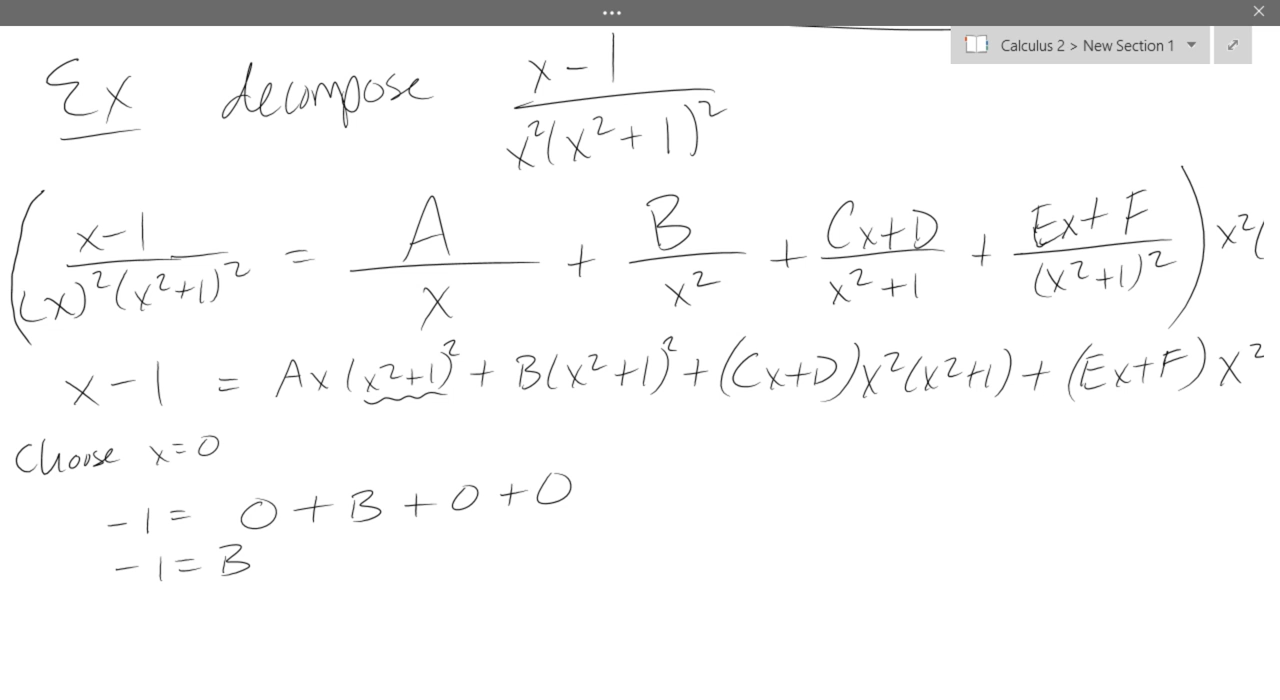 Calculus 2 > New Section 1
Ex decompose (x-1)/(x²(x²+1)²)
((x-1)/((x)²(x²+1)²) = A/x + B/x² + (Cx+D)/(x²+1) + (Ex+F)/(x²+1)²) x²(
x-1 = Ax(x²+1)² + B(x²+1)² + (Cx+D)x²(x²+1) + (Ex+F)x²
Choose x=0
-1 = 0 + B + 0 + 0
-1 = B